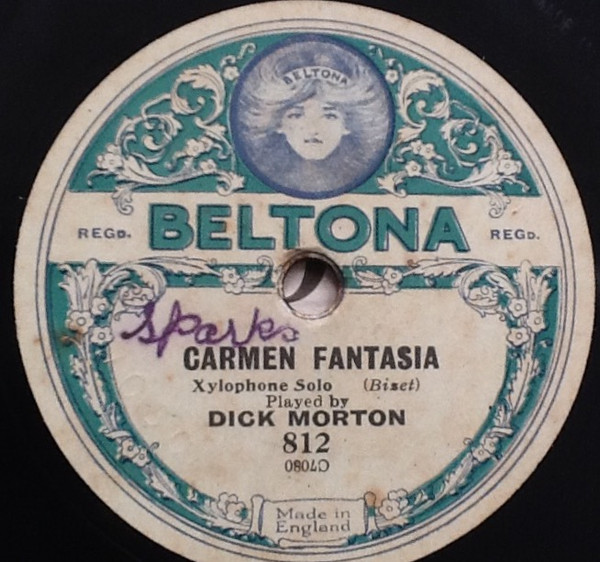 BELTONA
REGD. BELTONA REGD.
Sparks
CARMEN FANTASIA
Xylophone Solo (Bizet)
Played by
DICK MORTON
812
C7080
Made in
England